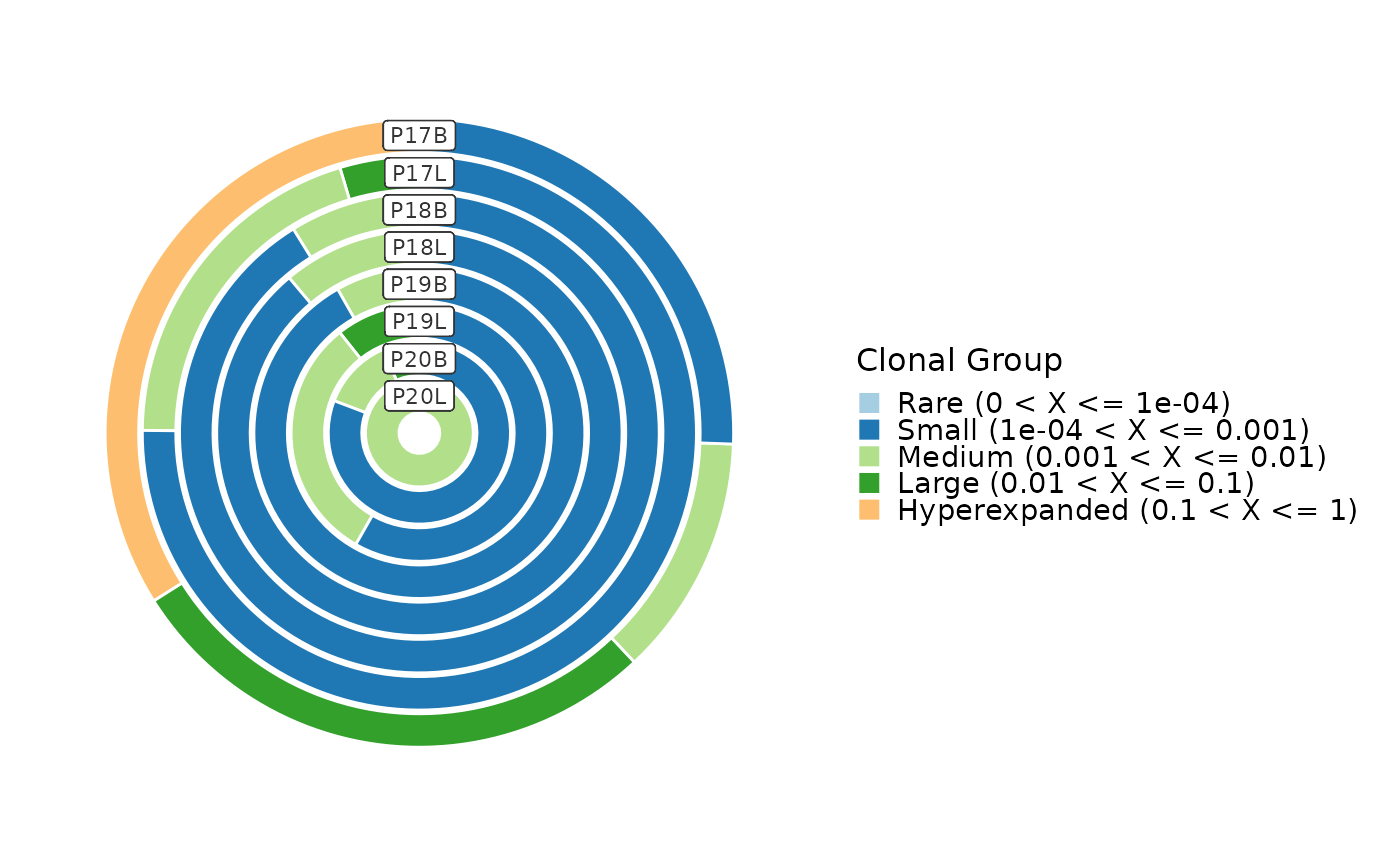 P17B
P17L
P18B
P18L
P19B
P19L
P20B
P20L
Clonal Group
Rare (0 < X <= 1e-04)
Small (1e-04 < X <= 0.001)
Medium (0.001 < X <= 0.01)
Large (0.01 < X <= 0.1)
Hyperexpanded (0.1 < X <= 1)